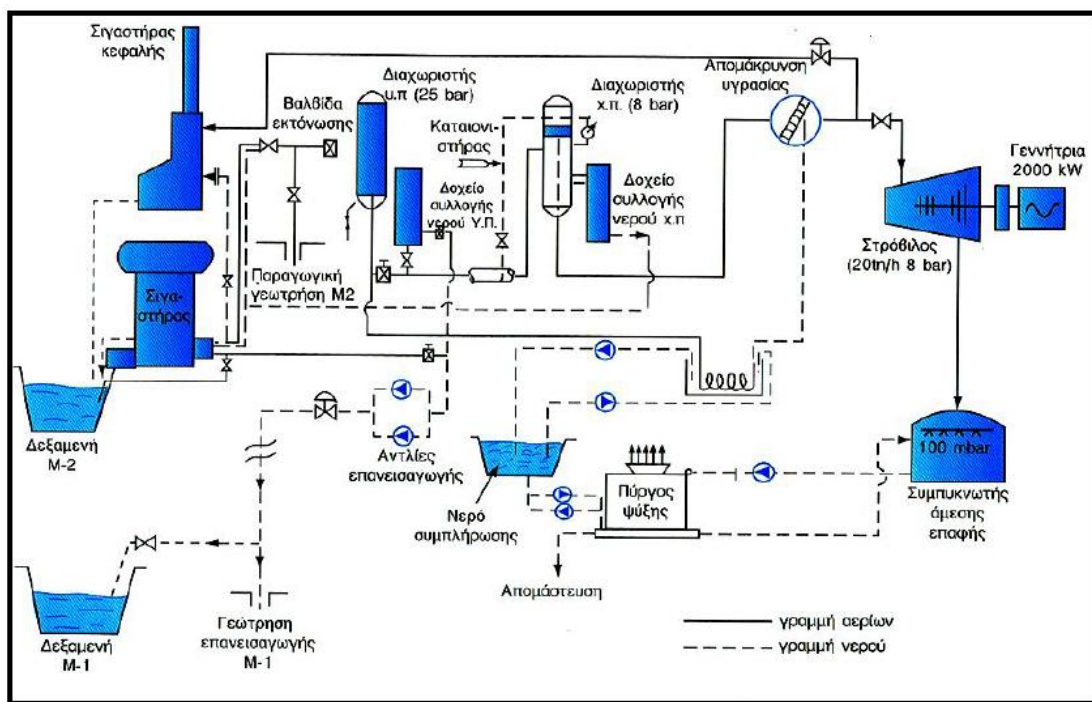 Σιγαστήρας
κεφαλής
Διαχωριστής
υ.π (25 bar)
Βαλβίδα
εκτόνωσης
Καταιονι-
στήρας
Διαχωριστής
χ.π. (8 bar)
Απομάκρυνση
υγρασίας
Γεννήτρια
2000 kW
Δοχείο
συλλογής
νερού Υ.Π.
Δοχείο
συλλογής
νερού χ.π
Στρόβιλος
(20tn/h 8 bar)
Παραγωγική
γεωτρήση M2
Σιγα-
στήρας
Δεξαμενή
M-2
Αντλίες
επανεισαγωγής
Νερό
συμπλήρωσης
Πύργος
ψύξης
100 mbar
Συμπυκνωτής
άμεσης
επαφής
Απομάστευση
Δεξαμενή
M-1
Γεώτρηση
επανεισαγωγής
M-1
γραμμή αερίων
γραμμή νερού